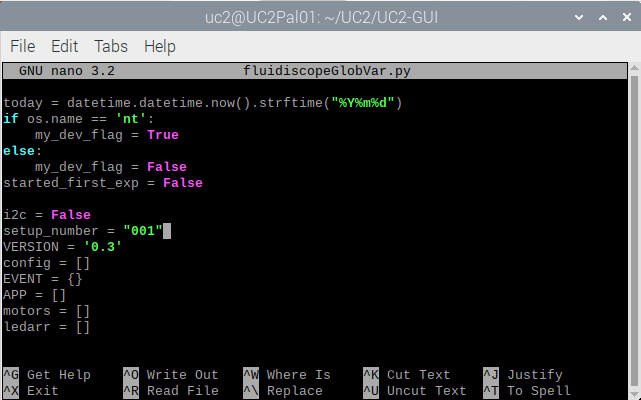 uc2@UC2Pal01: ~/UC2/UC2-GUI
File Edit Tabs Help
GNU nano 3.2 fluidiscopeGlobVar.py
today = datetime.datetime.now().strftime("%Y%m%d")
if os.name == 'nt':
    my_dev_flag = True
else:
    my_dev_flag = False
started_first_exp = False
i2c = False
setup_number = "001"
VERSION = '0.3'
config = []
EVENT = {}
APP = []
motors = []
ledarr = []
^G Get Help ^O Write Out ^W Where Is ^K Cut Text ^J Justify
^X Exit ^R Read File ^\ Replace ^U Uncut Text ^T To Spell